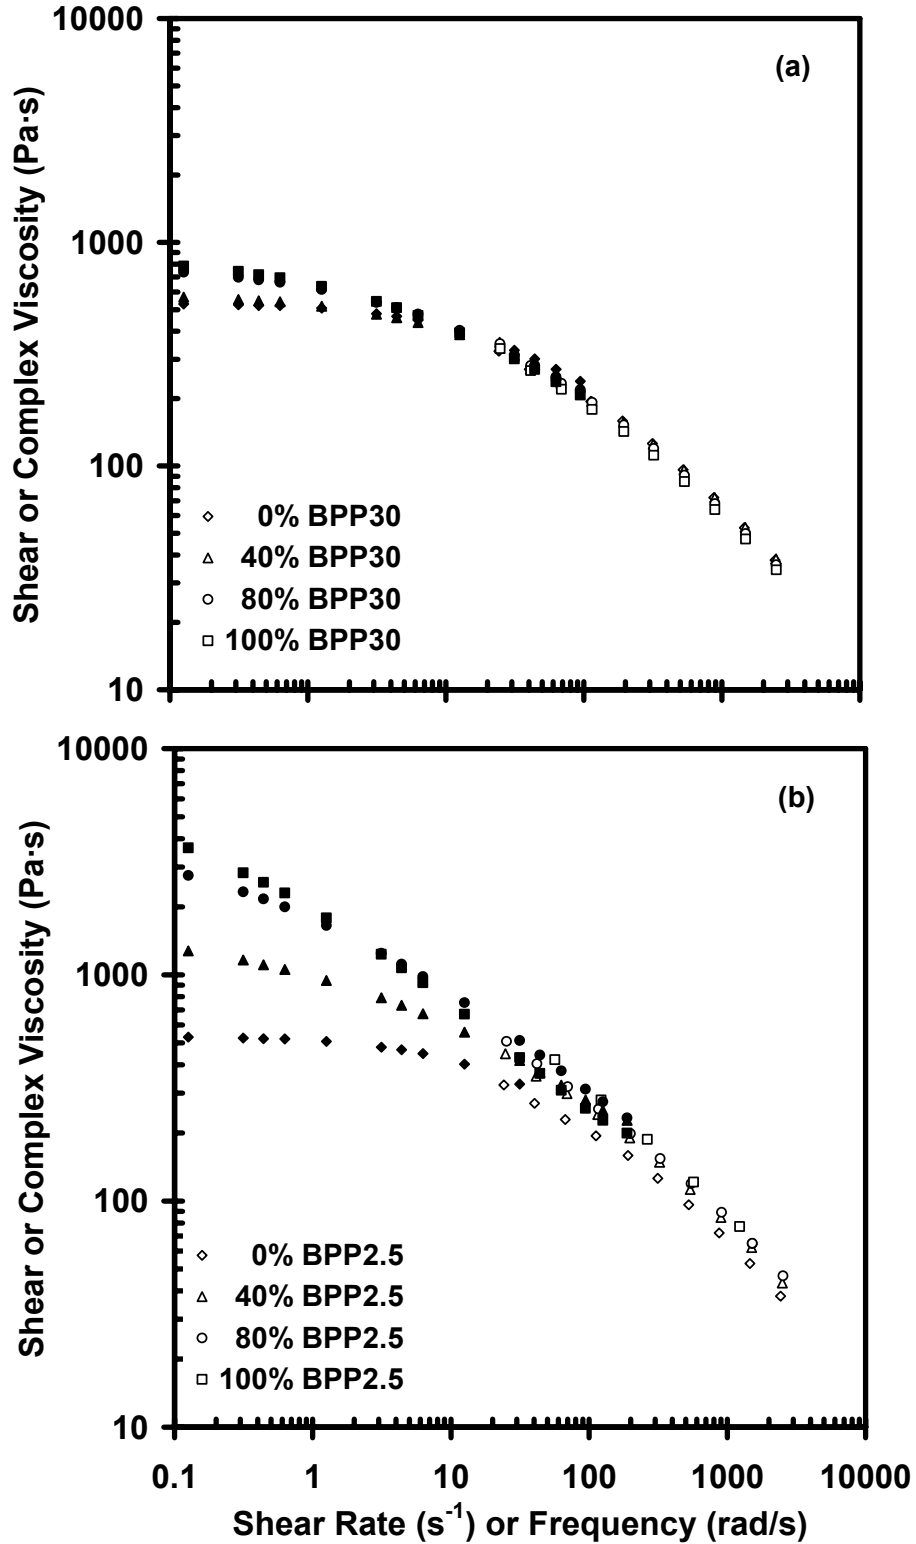 Shear or Complex Viscosity (Pa·s)
10000
1000
100
10
(a)
0% BPP30
40% BPP30
80% BPP30
100% BPP30
Shear or Complex Viscosity (Pa·s)
10000
1000
100
10
(b)
0% BPP2.5
40% BPP2.5
80% BPP2.5
100% BPP2.5
0.1 1 10 100 1000 10000
Shear Rate (s⁻¹) or Frequency (rad/s)